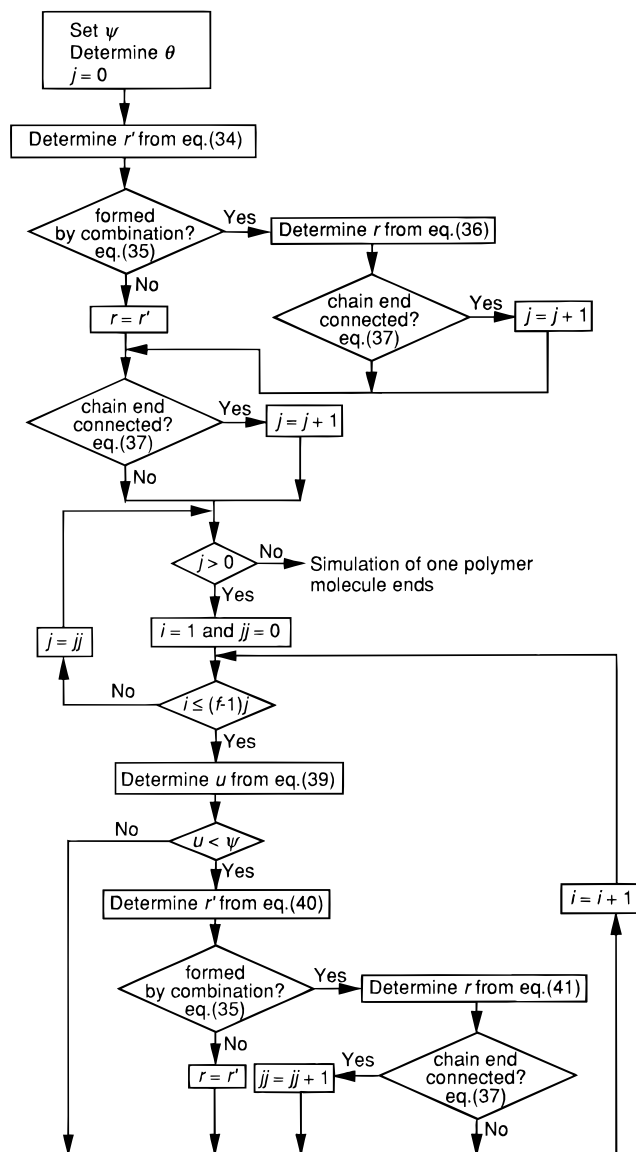 Set ψ
Determine θ
j = 0
Determine r′ from eq.(34)
formed
by combination?
eq.(35)
Yes
Determine r from eq.(36)
No
r = r′
chain end
connected?
eq.(37)
Yes
j = j + 1
chain end
connected?
eq.(37)
Yes
j = j + 1
No
j > 0
No
Simulation of one polymer
molecule ends
Yes
i = 1 and jj = 0
j = jj
No
i ≤ (f-1)j
Yes
Determine u from eq.(39)
No
u < ψ
Yes
Determine r′ from eq.(40)
i = i + 1
formed
by combination?
eq.(35)
Yes
Determine r from eq.(41)
No
r = r′
jj = jj + 1
Yes
chain end
connected?
eq.(37)
No